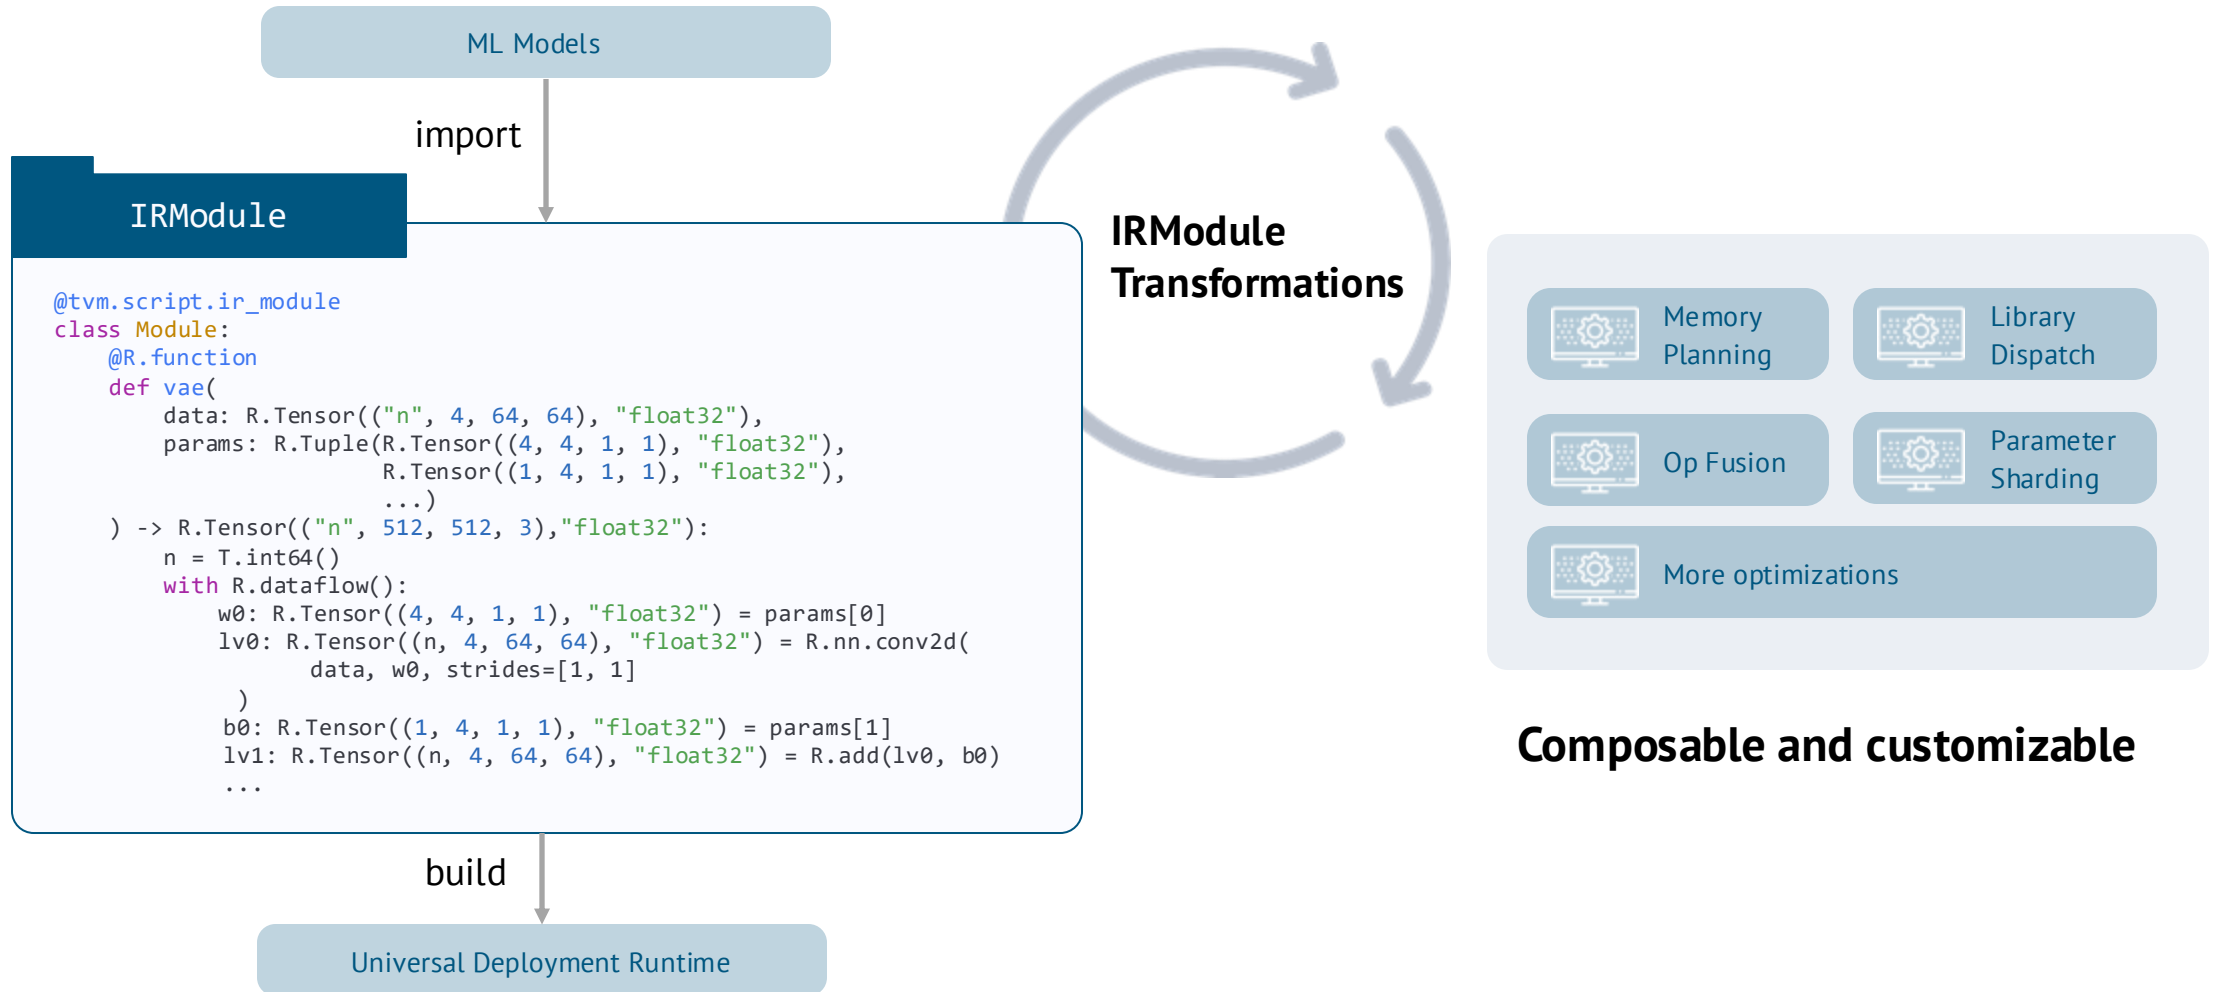 ML Models
import
IRModule
@tvm.script.ir_module
class Module:
    @R.function
    def vae(
        data: R.Tensor(("n", 4, 64, 64), "float32"),
        params: R.Tuple(R.Tensor((4, 4, 1, 1), "float32"),
                        R.Tensor((1, 4, 1, 1), "float32"),
                        ...)
    ) -> R.Tensor(("n", 512, 512, 3),"float32"):
        n = T.int64()
        with R.dataflow():
            w0: R.Tensor((4, 4, 1, 1), "float32") = params[0]
            lv0: R.Tensor((n, 4, 64, 64), "float32") = R.nn.conv2d(
                data, w0, strides=[1, 1]
            )
            b0: R.Tensor((1, 4, 1, 1), "float32") = params[1]
            lv1: R.Tensor((n, 4, 64, 64), "float32") = R.add(lv0, b0)
            ...
build
Universal Deployment Runtime
IRModule
Transformations
Memory
Planning
Library
Dispatch
Op Fusion
Parameter
Sharding
More optimizations
Composable and customizable